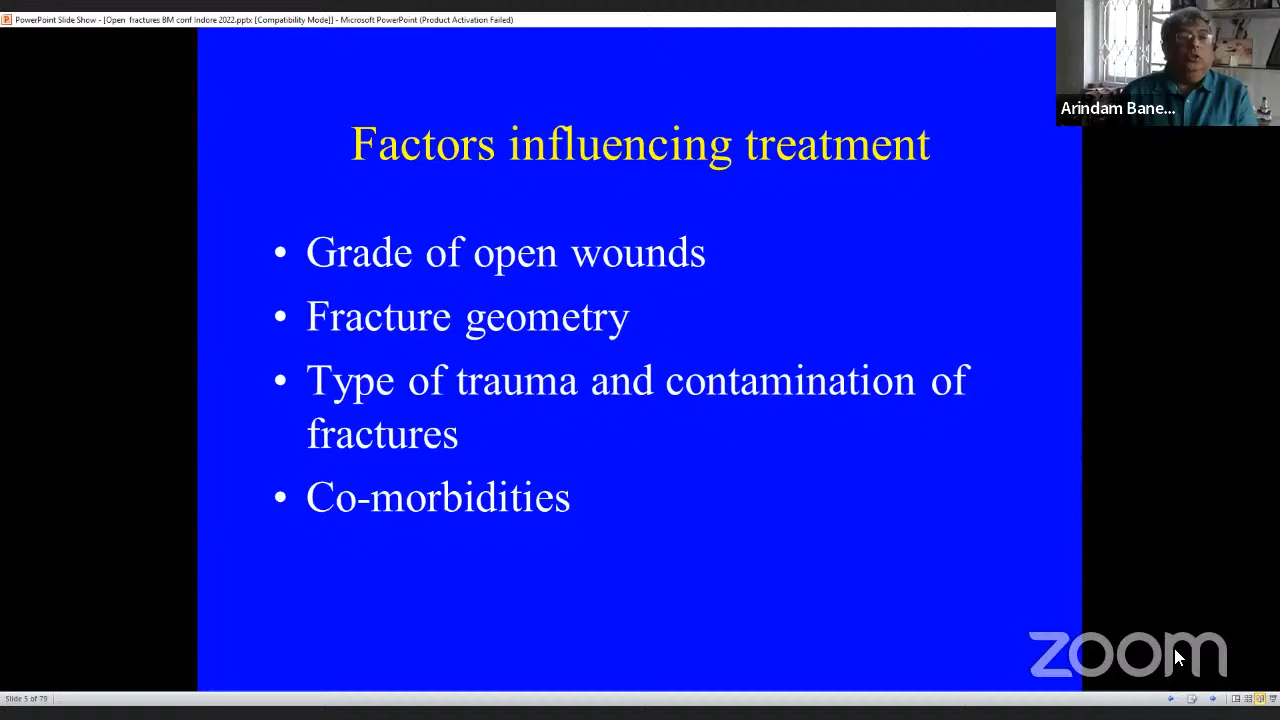 PowerPoint Slide Show - [Open fractures BM conf Indore 2022.pptx [Compatibility Mode]] - Microsoft PowerPoint (Product Activation Failed)
Arindam Bane...
Factors influencing treatment
• Grade of open wounds
• Fracture geometry
• Type of trauma and contamination of
fractures
• Co-morbidities
zoom
Slide 5 of 79